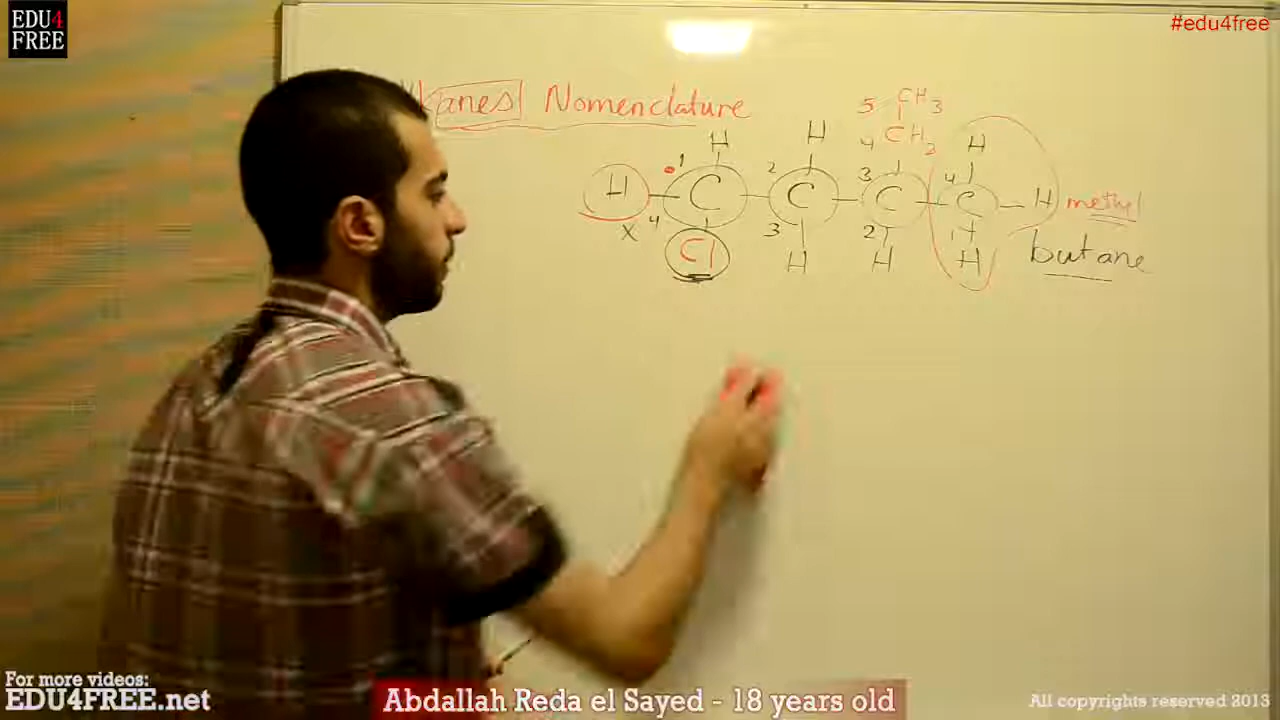 EDU4
FREE
#edu4free
kanes Nomenclature
5 CH3
4 CH2
H H H
1 2 3 4
H C C C C H methyl
X 4 3 2 1
Cl H H H butane
For more videos:
EDU4FREE.net
Abdallah Reda el Sayed - 18 years old
All copyrights reserved 2013